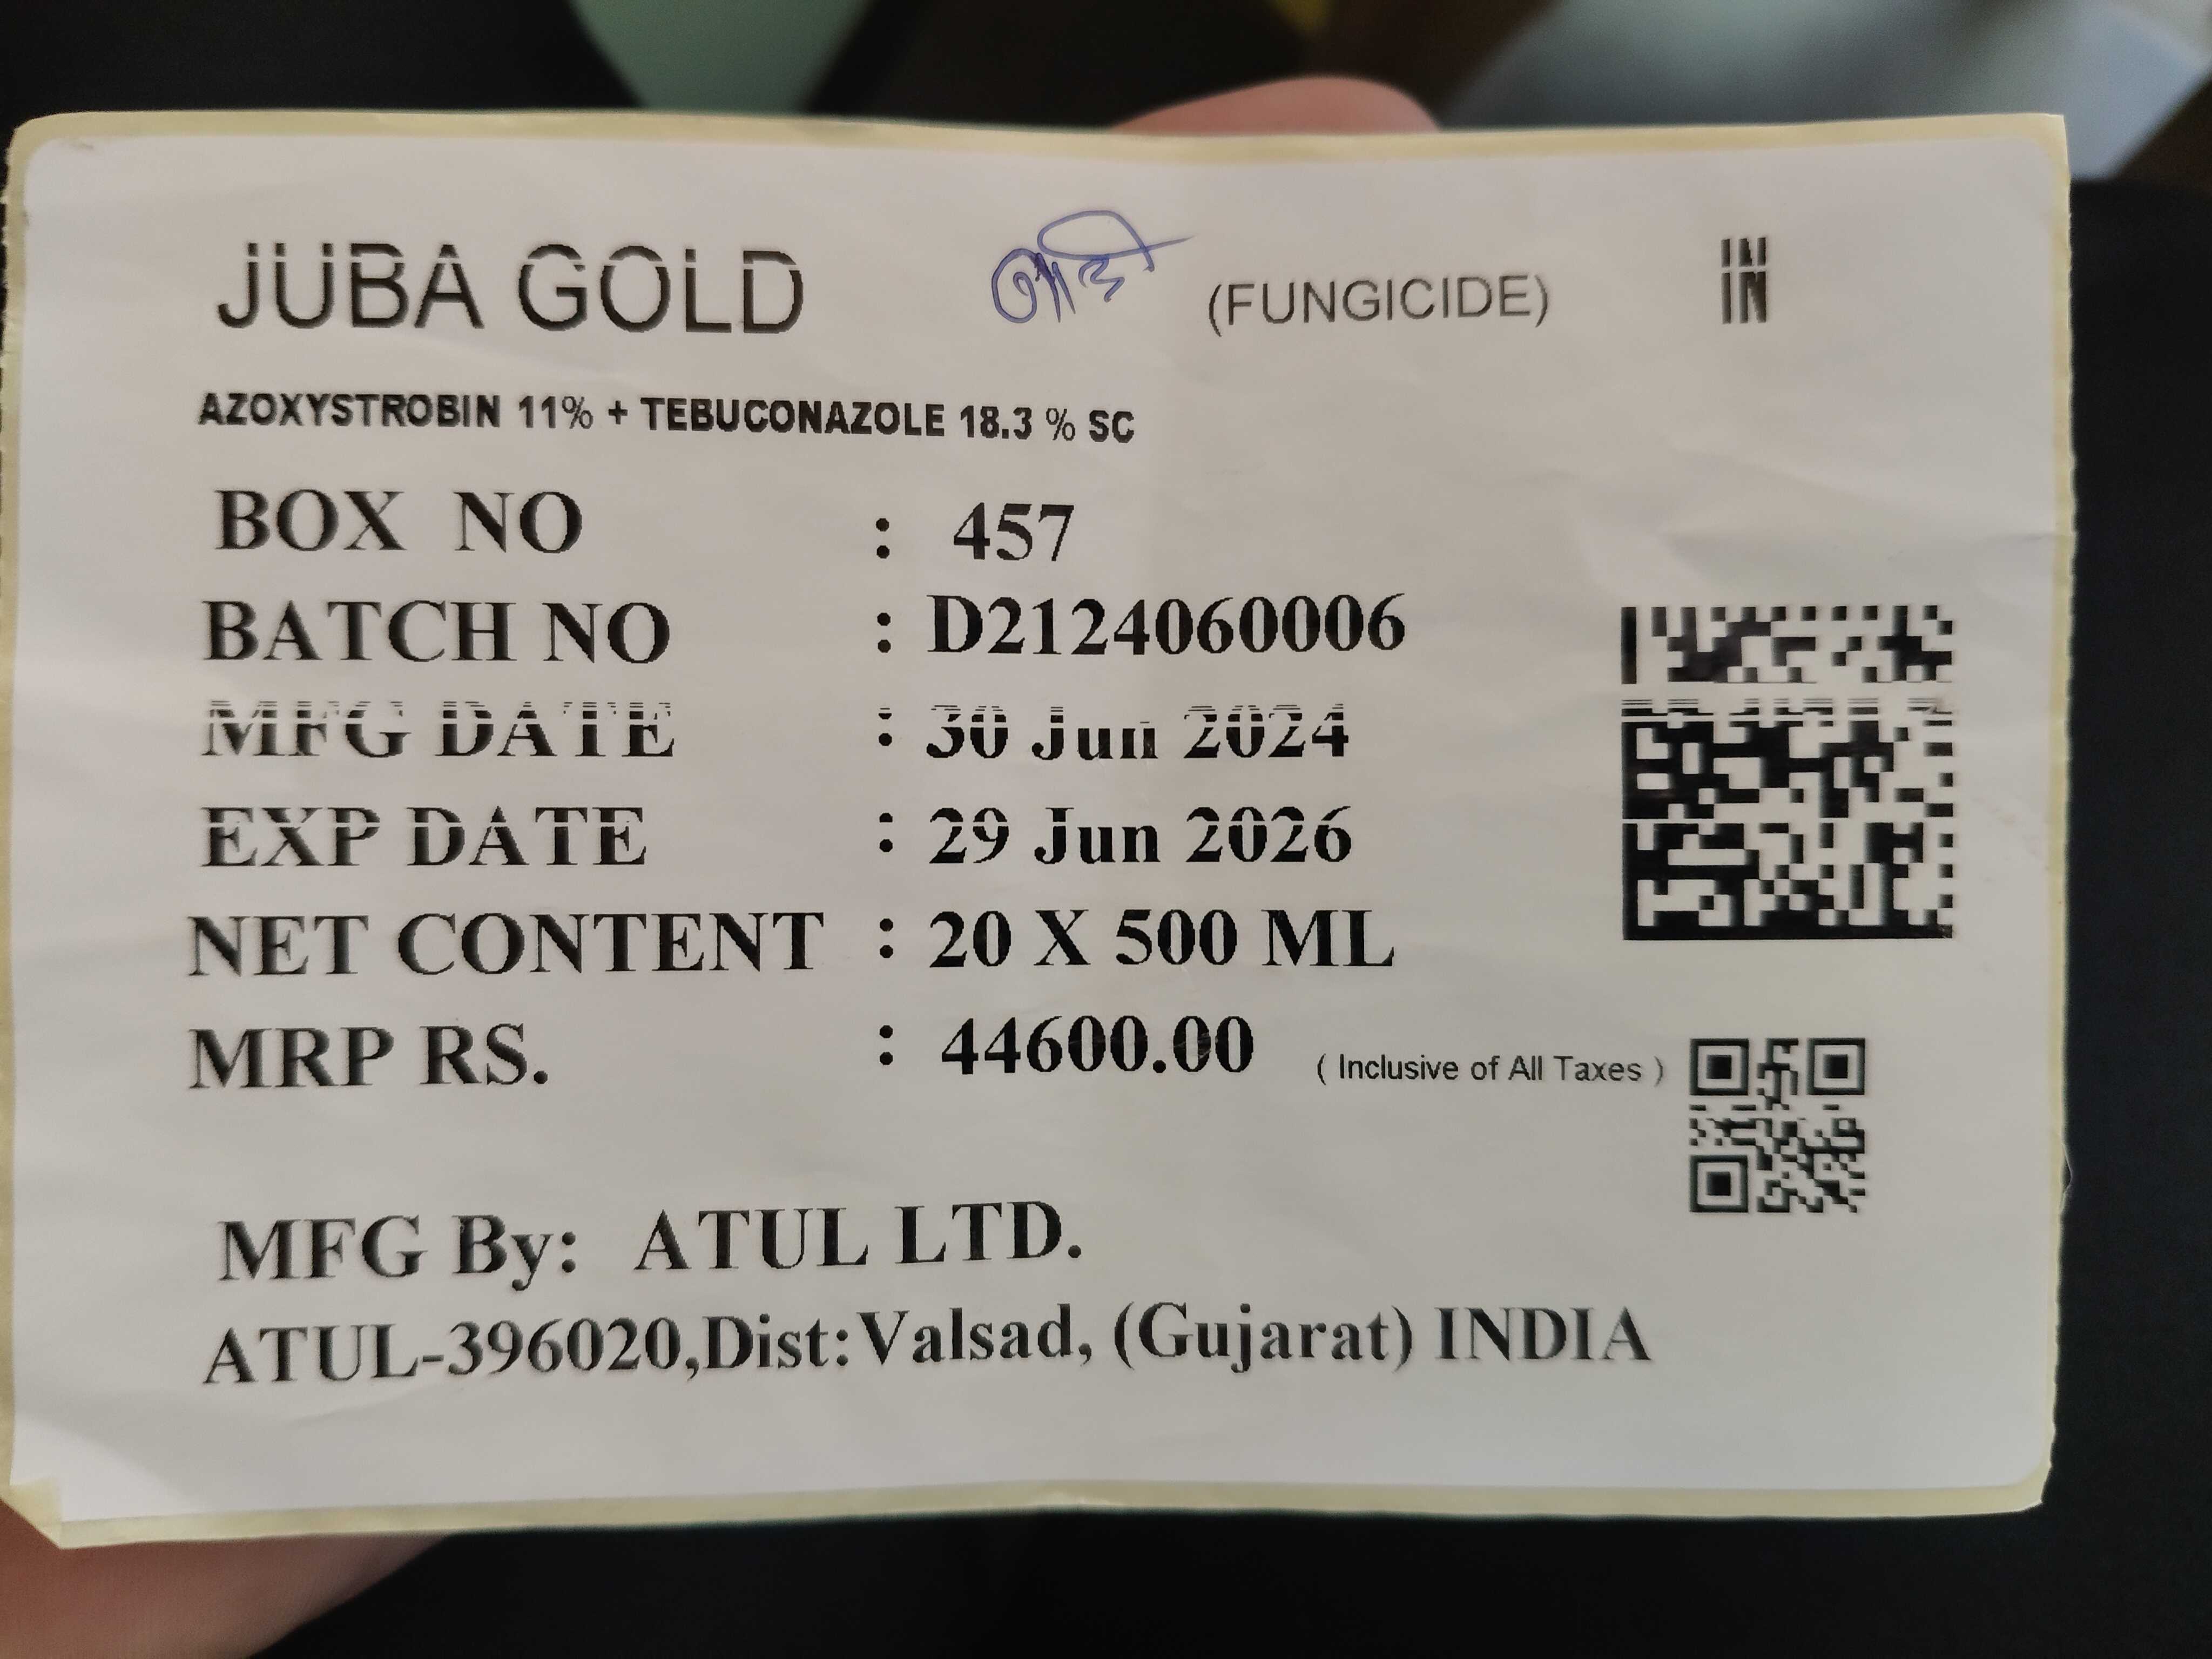 JUBA GOLD (FUNGICIDE) IN
AZOXYSTROBIN 11% + TEBUCONAZOLE 18.3 % SC
BOX NO : 457
BATCH NO : D2124060006
MFG DATE : 30 Jun 2024
EXP DATE : 29 Jun 2026
NET CONTENT : 20 X 500 ML
MRP RS. : 44600.00 ( Inclusive of All Taxes )
MFG By: ATUL LTD.
ATUL-396020,Dist:Valsad, (Gujarat) INDIA